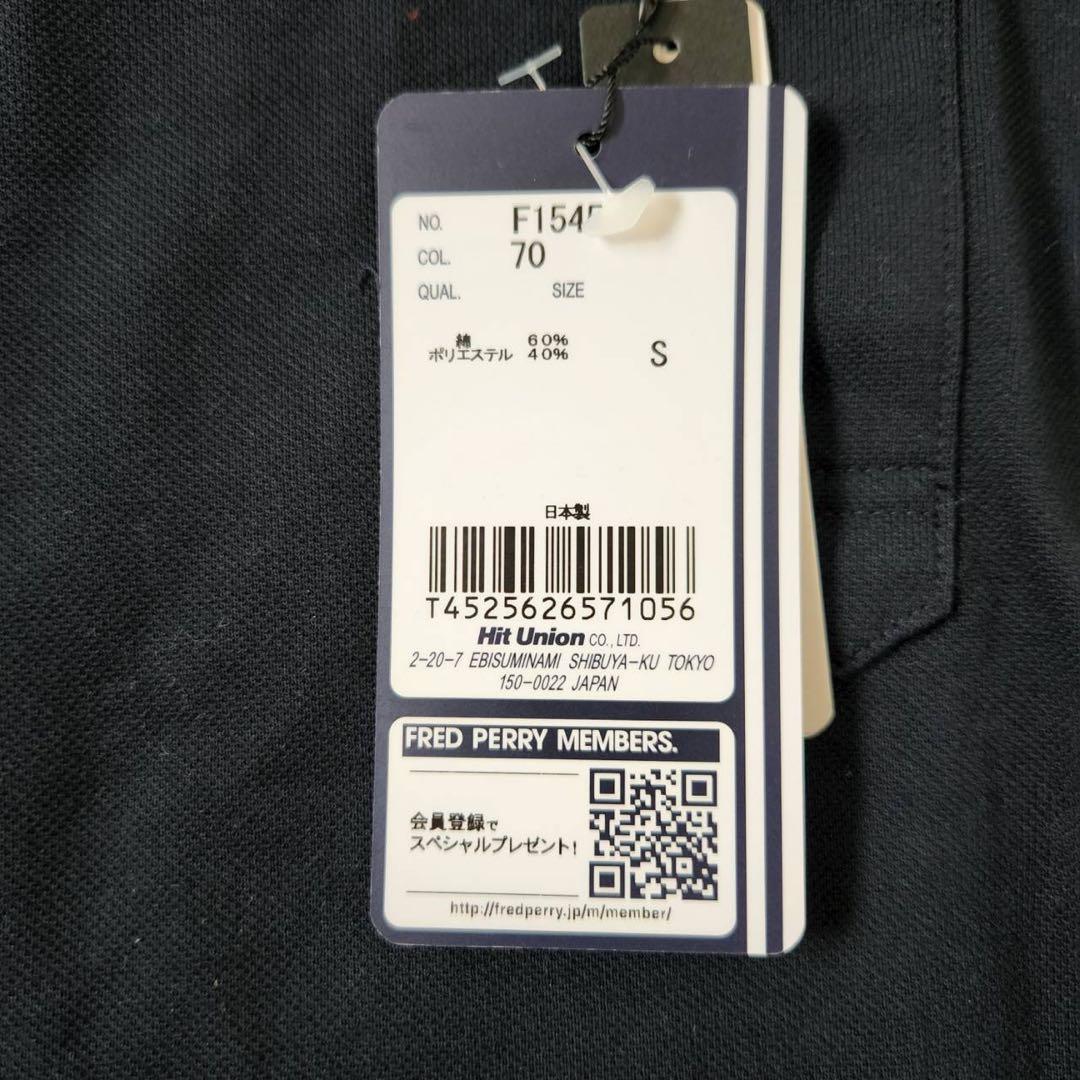 NO. F154
COL. 70
QUAL. SIZE
綿 60%
ポリエステル 40%
S
日本製
T4525626571056
Hit Union CO., LTD.
2-20-7 EBISUMINAMI SHIBUYA-KU TOKYO
150-0022 JAPAN
FRED PERRY MEMBERS.
会員登録で
スペシャルプレゼント!
http://fredperry.jp/m/member/